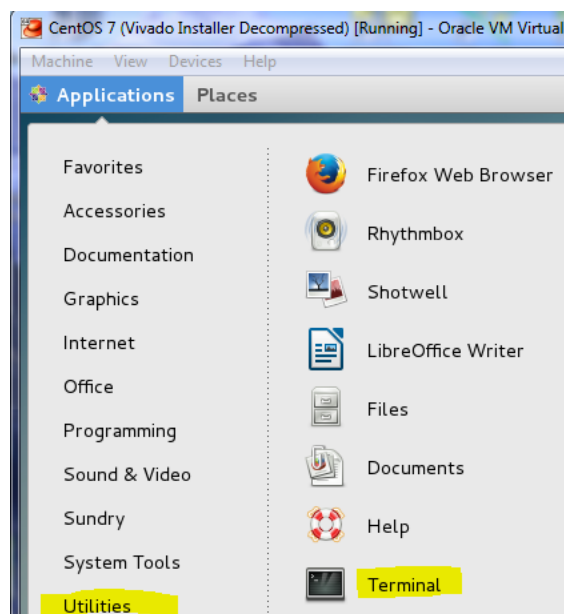 CentOS 7 (Vivado Installer Decompressed) [Running] - Oracle VM Virtual
Machine View Devices Help
Applications Places
Favorites
Accessories
Documentation
Graphics
Internet
Office
Programming
Sound & Video
Sundry
System Tools
Utilities
Firefox Web Browser
Rhythmbox
Shotwell
LibreOffice Writer
Files
Documents
Help
Terminal